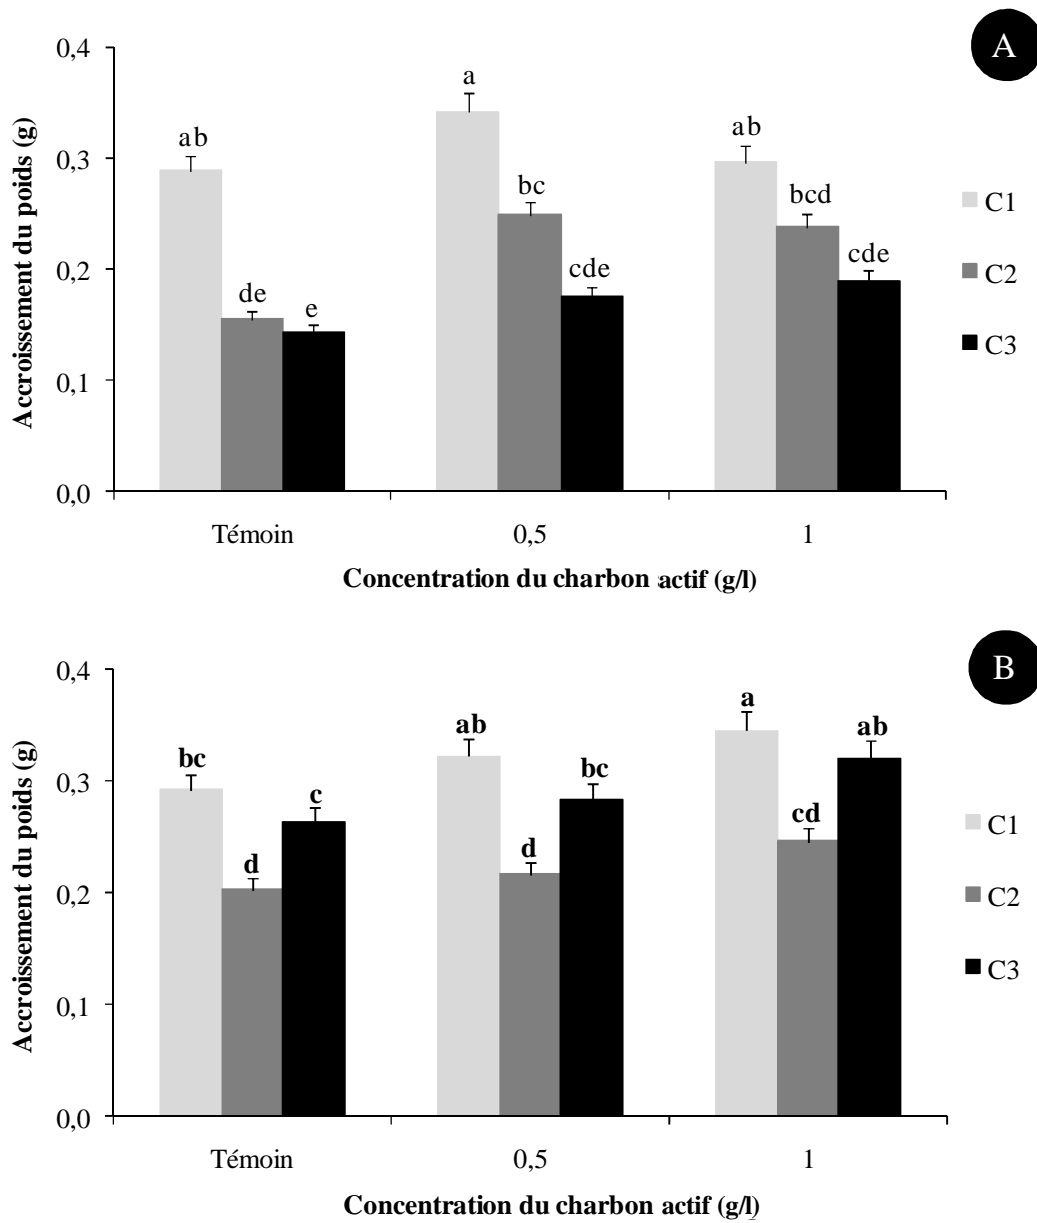 A
Accroissement du poids (g)
0,4
0,3
0,2
0,1
0,0
ab
de
e
a
bc
cde
ab
bcd
cde
C1
C2
C3
Témoin
0,5
1
Concentration du charbon actif (g/l)
B
Accroissement du poids (g)
0,4
0,3
0,2
0,1
0,0
bc
d
c
ab
d
bc
a
cd
ab
C1
C2
C3
Témoin
0,5
1
Concentration du charbon actif (g/l)